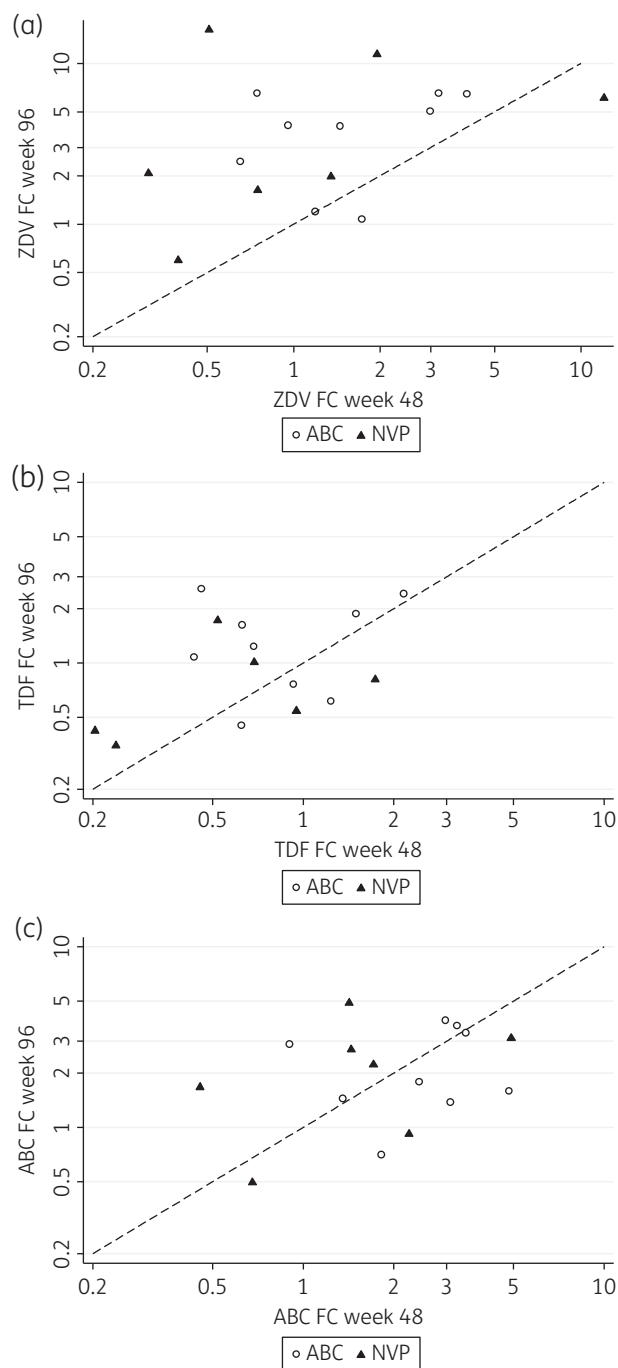 (a)
ZDV FC week 96
10
5
3
2
1
0.5
0.2
0.2 0.5 1 2 3 5 10
ZDV FC week 48
ABC NVP
(b)
TDF FC week 96
10
5
3
2
1
0.5
0.2
0.2 0.5 1 2 3 5 10
TDF FC week 48
ABC NVP
(c)
ABC FC week 96
10
5
3
2
1
0.5
0.2
0.2 0.5 1 2 3 5 10
ABC FC week 48
ABC NVP